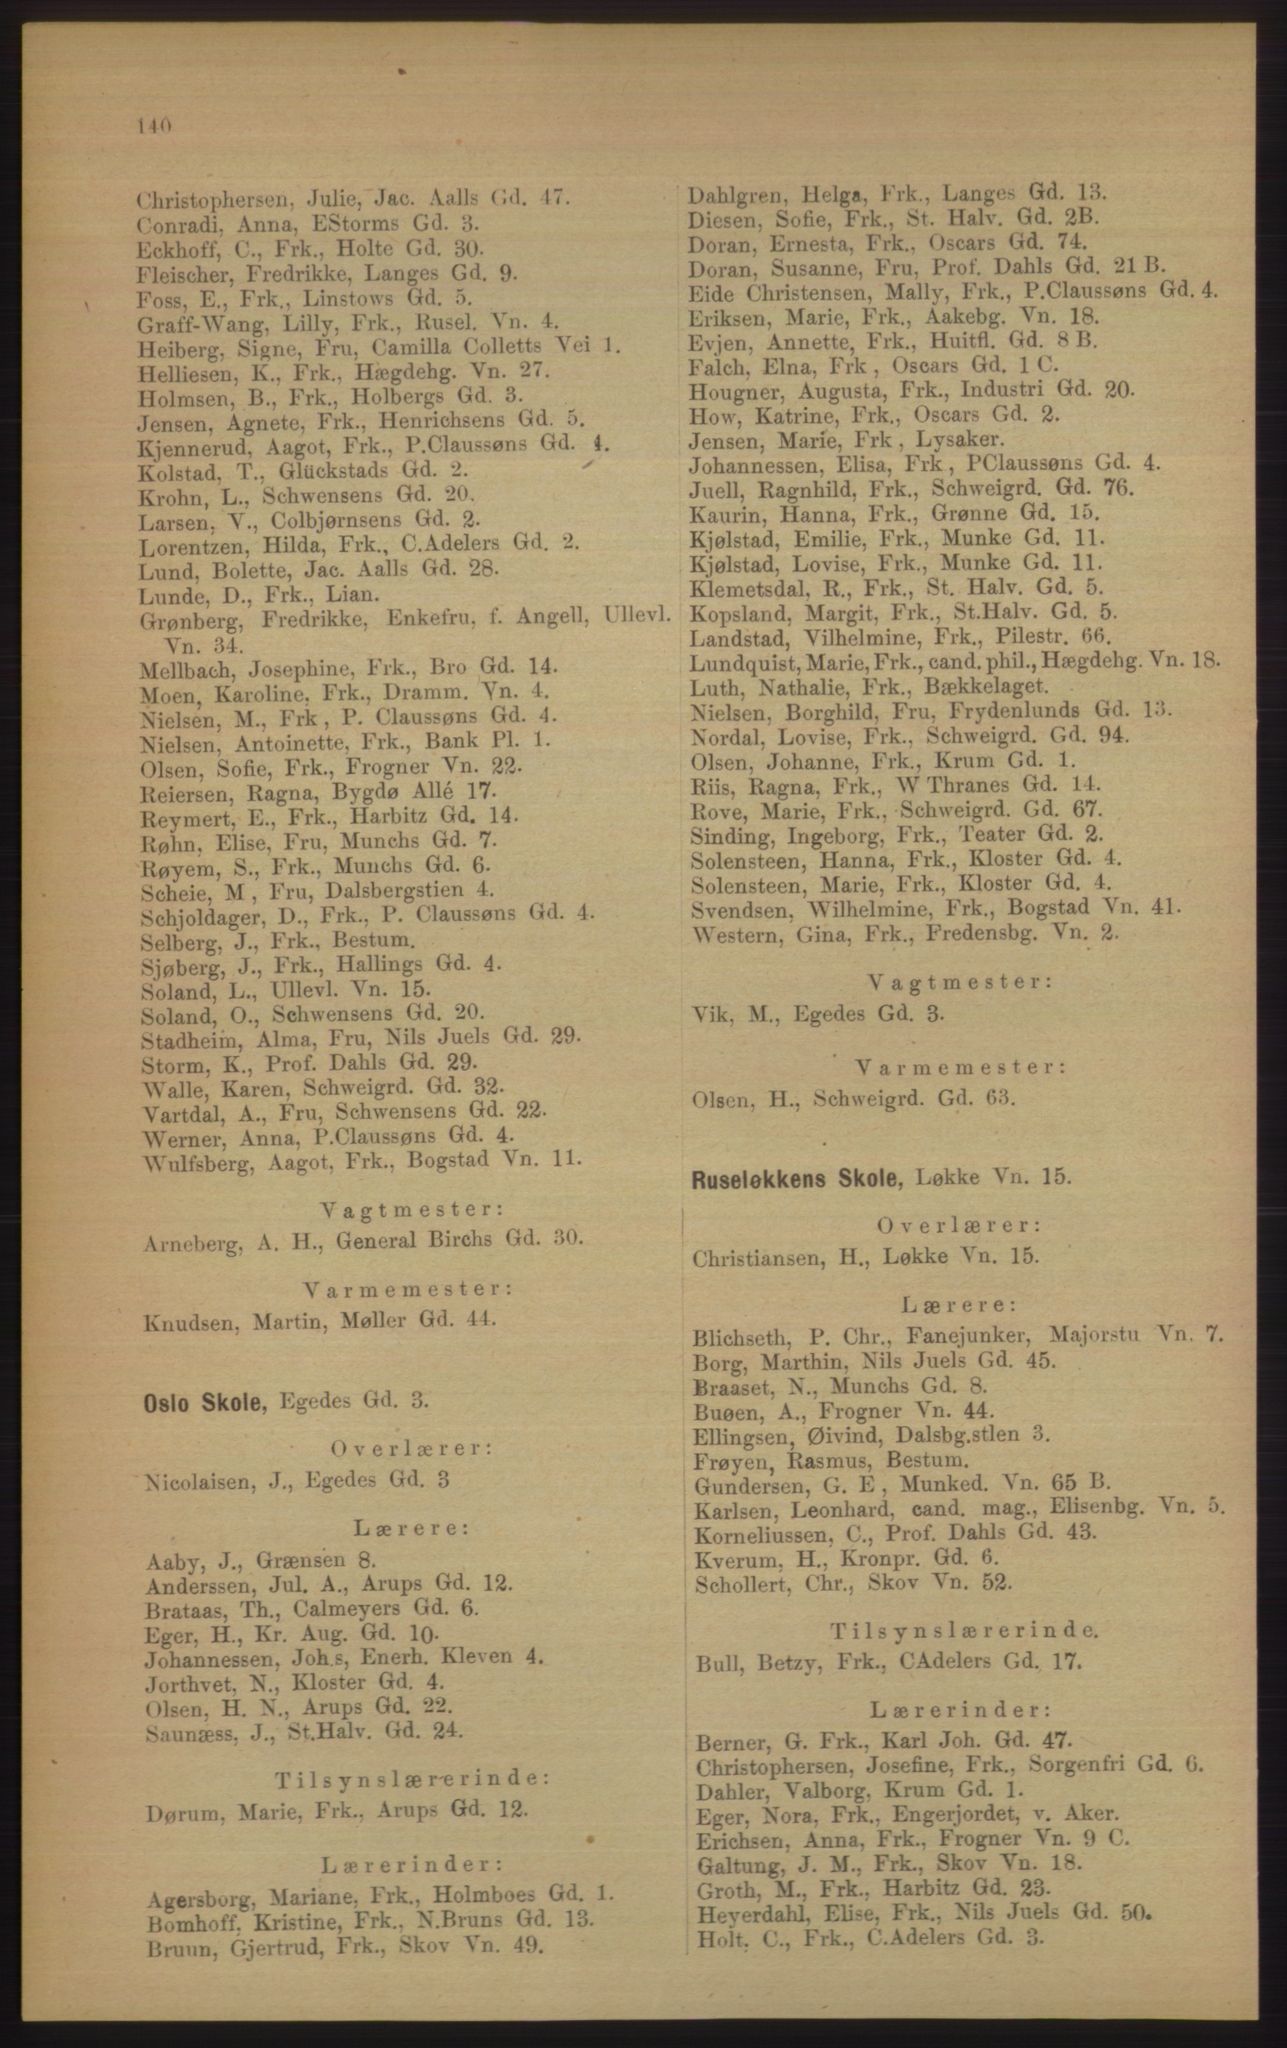 140
Christophersen, Julie, Jac. Aalls Gd. 47.
Conradi, Anna, EStorms Gd. 3.
Eckhoff, C., Frk., Holte Gd. 30.
Fleischer, Fredrikke, Langes Gd. 9.
Foss, E., Frk., Linstows Gd. 5.
Graff-Wang, Lilly, Frk., Rusel. Vn. 4.
Heiberg, Signe, Fru, Camilla Colletts Vei 1.
Helliesen, K., Frk., Hægdehg. Vn. 27.
Holmsen, B., Frk., Holbergs Gd. 3.
Jensen, Agnete, Frk., Henrichsens Gd. 5.
Kjennerud, Aagot, Frk., P.Claussøns Gd. 4.
Kolstad, T., Glückstads Gd. 2.
Krohn, L., Schwensens Gd. 20.
Larsen, V., Colbjørnsens Gd. 2.
Lorentzen, Hilda, Frk., C.Adelers Gd. 2.
Lund, Bolette, Jac. Aalls Gd. 28.
Lunde, D., Frk., Lian.
Grønberg, Fredrikke, Enkefru, f. Angell, Ullevl.
Vn. 34.
Mellbach, Josephine, Frk., Bro Gd. 14.
Moen, Karoline, Frk., Dramm. Vn. 4.
Nielsen, M., Frk, P. Claussøns Gd. 4.
Nielsen, Antoinette, Frk., Bank Pl. 1.
Olsen, Sofie, Frk., Frogner Vn. 22.
Reiersen, Ragna, Bygdø Allé 17.
Reymert, E., Frk., Harbitz Gd. 14.
Røhn, Elise, Fru, Munchs Gd. 7.
Røyem, S., Frk., Munchs Gd. 6.
Scheie, M, Fru, Dalsbergstien 4.
Schjoldager, D., Frk., P. Claussøns Gd. 4.
Selberg, J., Frk., Bestum.
Sjøberg, J., Frk., Hallings Gd. 4.
Soland, L., Ullevl. Vn. 15.
Soland, O., Schwensens Gd. 20.
Stadheim, Alma, Fru, Nils Juels Gd. 29.
Storm, K., Prof. Dahls Gd. 29.
Walle, Karen, Schweigrd. Gd. 32.
Vartdal, A., Fru, Schwensens Gd. 22.
Werner, Anna, P.Claussøns Gd. 4.
Wulfsberg, Aagot, Frk., Bogstad Vn. 11.
Vagtmester:
Arneberg, A. H., General Birchs Gd. 30.
Varmemester:
Knudsen, Martin, Møller Gd. 44.
Oslo Skole, Egedes Gd. 3.
Overlærer:
Nicolaisen, J., Egedes Gd. 3
Lærere:
Aaby, J., Grænsen 8.
Anderssen, Jul. A., Arups Gd. 12.
Brataas, Th., Calmeyers Gd. 6.
Eger, H., Kr. Aug. Gd. 10.
Johannessen, Joh.s, Enerh. Kleven 4.
Jorthvet, N., Kloster Gd. 4.
Olsen, H. N., Arups Gd. 22.
Saunæss, J., St.Halv. Gd. 24.
Tilsynslærerinde:
Dørum, Marie, Frk., Arups Gd. 12.
Lærerinder:
Agersborg, Mariane, Frk., Holmboes Gd. 1.
Bomhoff, Kristine, Frk., N.Bruns Gd. 13.
Bruun, Gjertrud, Frk., Skov Vn. 49.
Dahlgren, Helga, Frk., Langes Gd. 13.
Diesen, Sofie, Frk., St. Halv. Gd. 2B.
Doran, Ernesta, Frk., Oscars Gd. 74.
Doran, Susanne, Fru, Prof. Dahls Gd. 21 B.
Eide Christensen, Mally, Frk., P.Claussøns Gd. 4.
Eriksen, Marie, Frk., Aakebg. Vn. 18.
Evjen, Annette, Frk., Huitfl. Gd. 8 B.
Falch, Elna, Frk, Oscars Gd. 1 C.
Hougner, Augusta, Frk., Industri Gd. 20.
How, Katrine, Frk., Oscars Gd. 2.
Jensen, Marie, Frk, Lysaker.
Johannessen, Elisa, Frk, PClaussøns Gd. 4.
Juell, Ragnhild, Frk., Schweigrd. Gd. 76.
Kaurin, Hanna, Frk., Grønne Gd. 15.
Kjølstad, Emilie, Frk., Munke Gd. 11.
Kjølstad, Lovise, Frk., Munke Gd. 11.
Klemetsdal, R., Frk., St. Halv. Gd. 5.
Kopsland, Margit, Frk., St.Halv. Gd. 5.
Landstad, Vilhelmine, Frk., Pilestr. 66.
Lundquist, Marie, Frk., cand. phil., Hægdehg. Vn. 18.
Luth, Nathalie, Frk., Bækkelaget.
Nielsen, Borghild, Fru, Frydenlunds Gd. 13.
Nordal, Lovise, Frk., Schweigrd. Gd. 94.
Olsen, Johanne, Frk., Krum Gd. 1.
Riis, Ragna, Frk., W Thranes Gd. 14.
Rove, Marie, Frk., Schweigrd. Gd. 67.
Sinding, Ingeborg, Frk., Teater Gd. 2.
Solensteen, Hanna, Frk., Kloster Gd. 4.
Solensteen, Marie, Frk., Kloster Gd. 4.
Svendsen, Wilhelmine, Frk., Bogstad Vn. 41.
Western, Gina, Frk., Fredensbg. Vn. 2.
Vagtmester:
Vik, M., Egedes Gd. 3.
Varmemester:
Olsen, H., Schweigrd. Gd. 63.
Ruseløkkens Skole, Løkke Vn. 15.
Overlærer:
Christiansen, H., Løkke Vn. 15.
Lærere:
Blichseth, P. Chr., Fanejunker, Majorstu Vn. 7.
Borg, Marthin, Nils Juels Gd. 45.
Braaset, N., Munchs Gd. 8.
Buøen, A., Frogner Vn. 44.
Ellingsen, Øivind, Dalsbg.stlen 3.
Frøyen, Rasmus, Bestum.
Gundersen, G. E, Munked. Vn. 65 B.
Karlsen, Leonhard, cand. mag., Elisenbg. Vn. 5.
Korneliussen, C., Prof. Dahls Gd. 43.
Kverum, H., Kronpr. Gd. 6.
Schollert, Chr., Skov Vn. 52.
Tilsynslærerinde.
Bull, Betzy, Frk., CAdelers Gd. 17.
Lærerinder:
Berner, G. Frk., Karl Joh. Gd. 47.
Christophersen, Josefine, Frk., Sorgenfri Gd. 6.
Dahler, Valborg, Krum Gd. 1.
Eger, Nora, Frk., Engerjordet, v. Aker.
Erichsen, Anna, Frk., Frogner Vn. 9 C.
Galtung, J. M., Frk., Skov Vn. 18.
Groth, M., Frk., Harbitz Gd. 23.
Heyerdahl, Elise, Frk., Nils Juels Gd. 50.
Holt, C., Frk., C.Adelers Gd. 3.